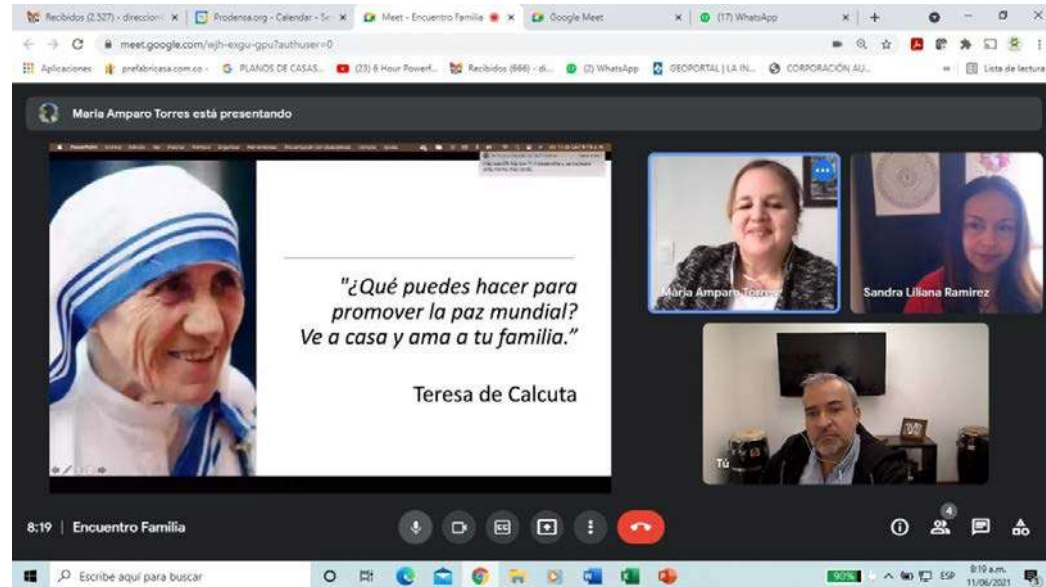 Recibidos (2.527) - direccion
Prodensa.org - Calendar - Se
Meet - Encuentro Familia
Google Meet
(17) WhatsApp
meet.google.com/wjh-exgu-gpu?authuser=0
Aplicaciones
prefabricasa.com.co -
PLANOS DE CASAS...
(23) 8 Hour Powerf...
Recibidos (666) - di...
(2) WhatsApp
GEOPORTAL | LA IN...
CORPORACIÓN AU...
Lista de lectura
Maria Amparo Torres está presentando
"¿Qué puedes hacer para
promover la paz mundial?
Ve a casa y ama a tu familia.”
Teresa de Calcuta
Maria Amparo Torres
Sandra Liliana Ramirez
Tú
8:19 | Encuentro Familia
4
Escribe aquí para buscar
90%
ESP
8:19 a.m.
11/06/2021